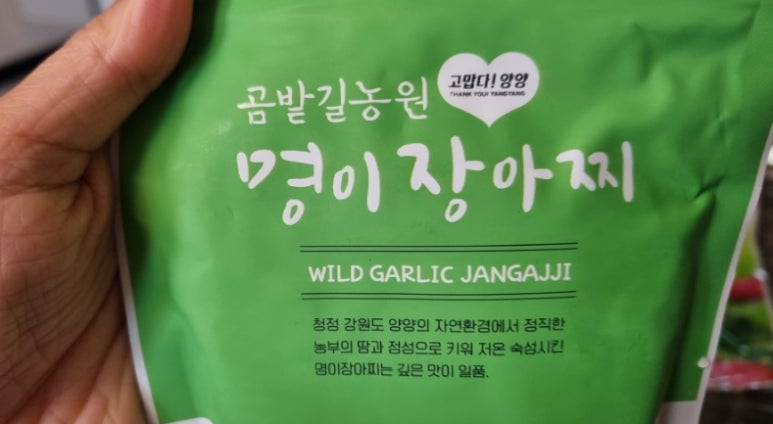 고맙다! 양양
THANK YOU! YANGYANG
곰밭길농원
명이장아찌
WILD GARLIC JANGAJJI
청정 강원도 양양의 자연환경에서 정직한
농부의 땀과 정성으로 키워 저온 숙성시킨
명이장아찌는 깊은 맛이 일품.